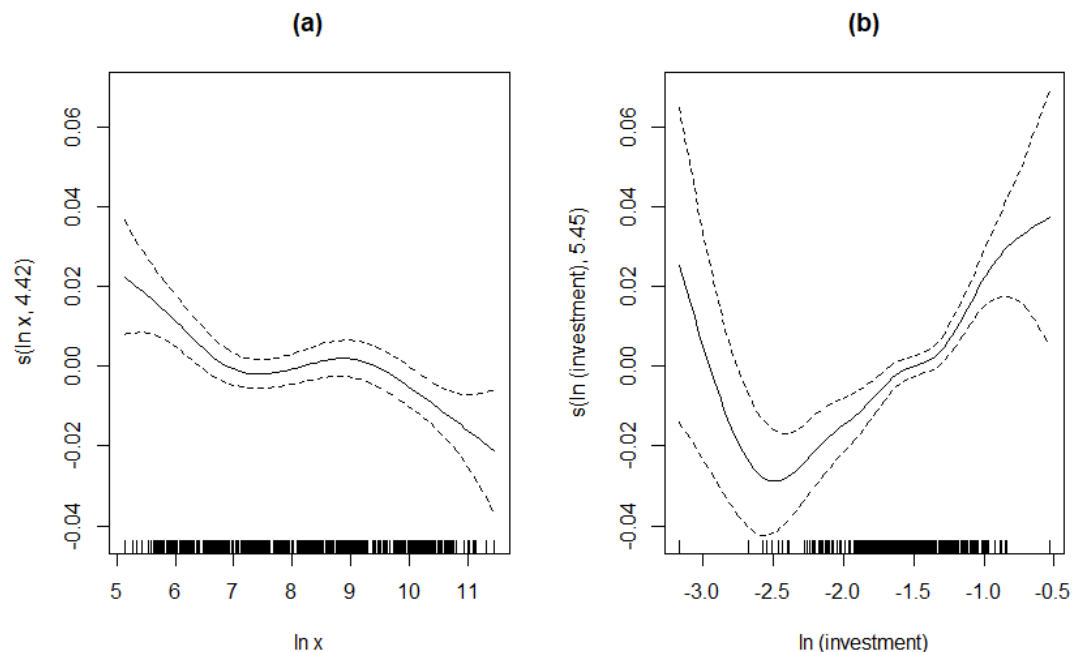 (a)
s(ln x, 4.42)
0.06
0.04
0.02
0.00
-0.02
-0.04
5 6 7 8 9 10 11
ln x
(b)
s(ln (investment), 5.45)
0.06
0.04
0.02
0.00
-0.02
-0.04
-3.0 -2.5 -2.0 -1.5 -1.0 -0.5
ln (investment)